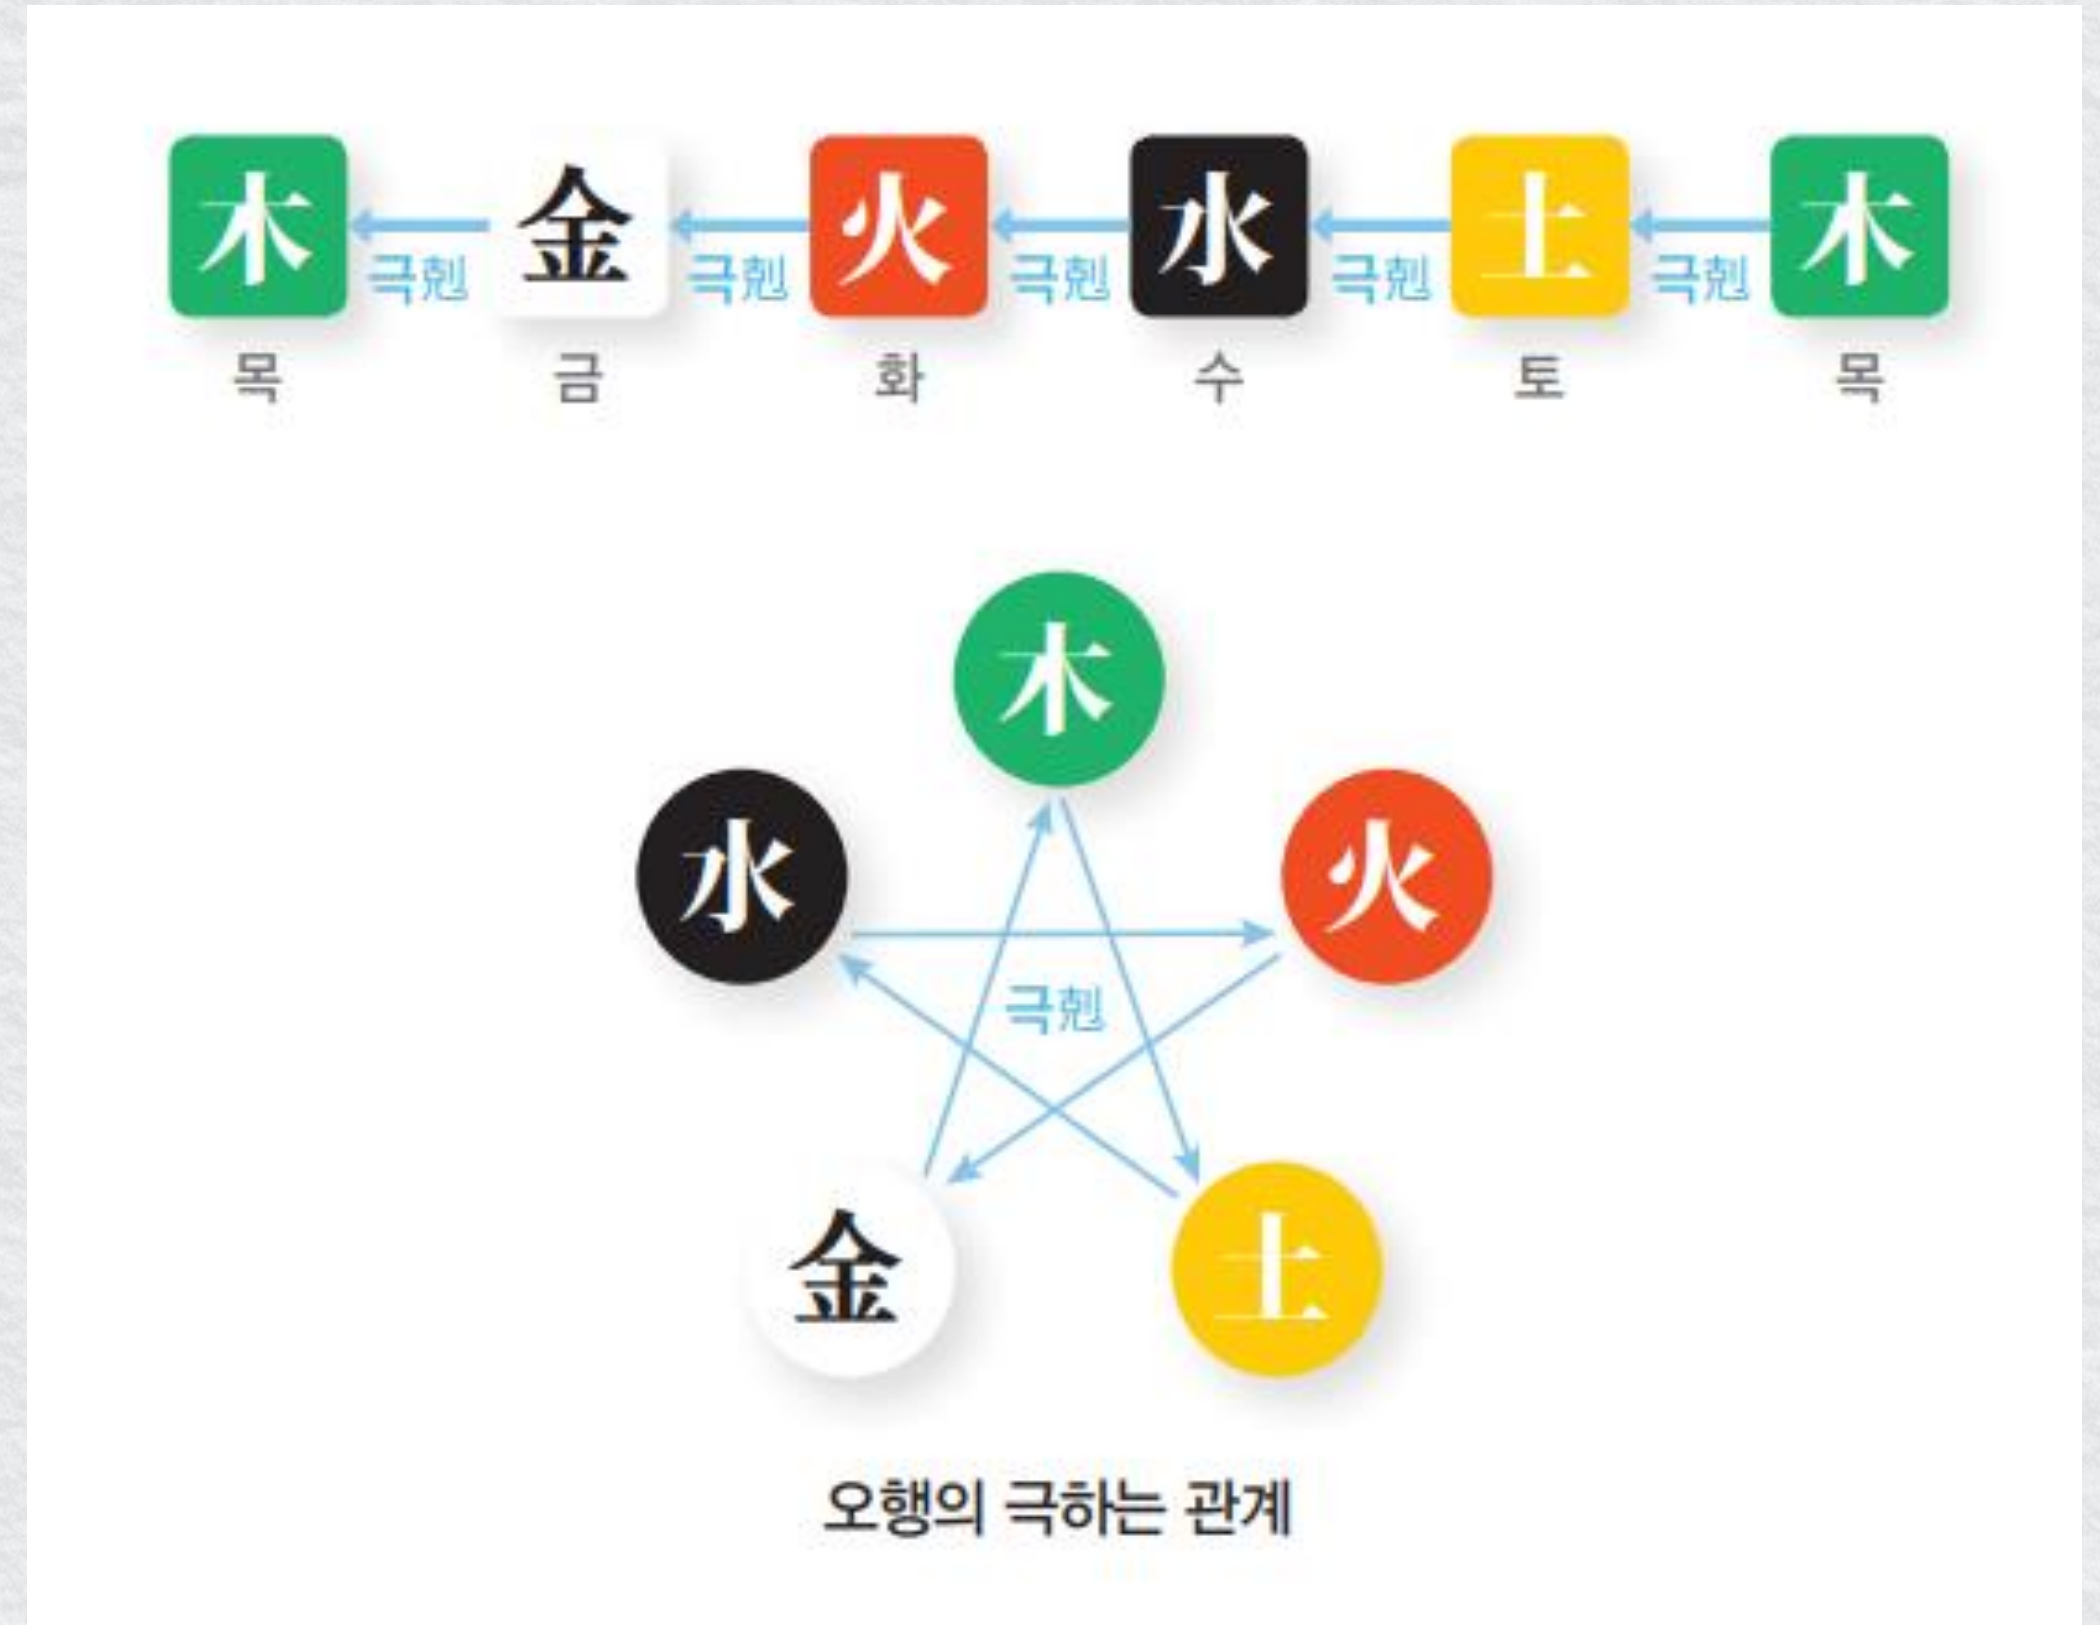 木 金 火 水 土 木
극剋 극剋 극剋 극剋 극剋
목 금 화 수 토 목
木
水 火
극剋
金 土
오행의 극하는 관계